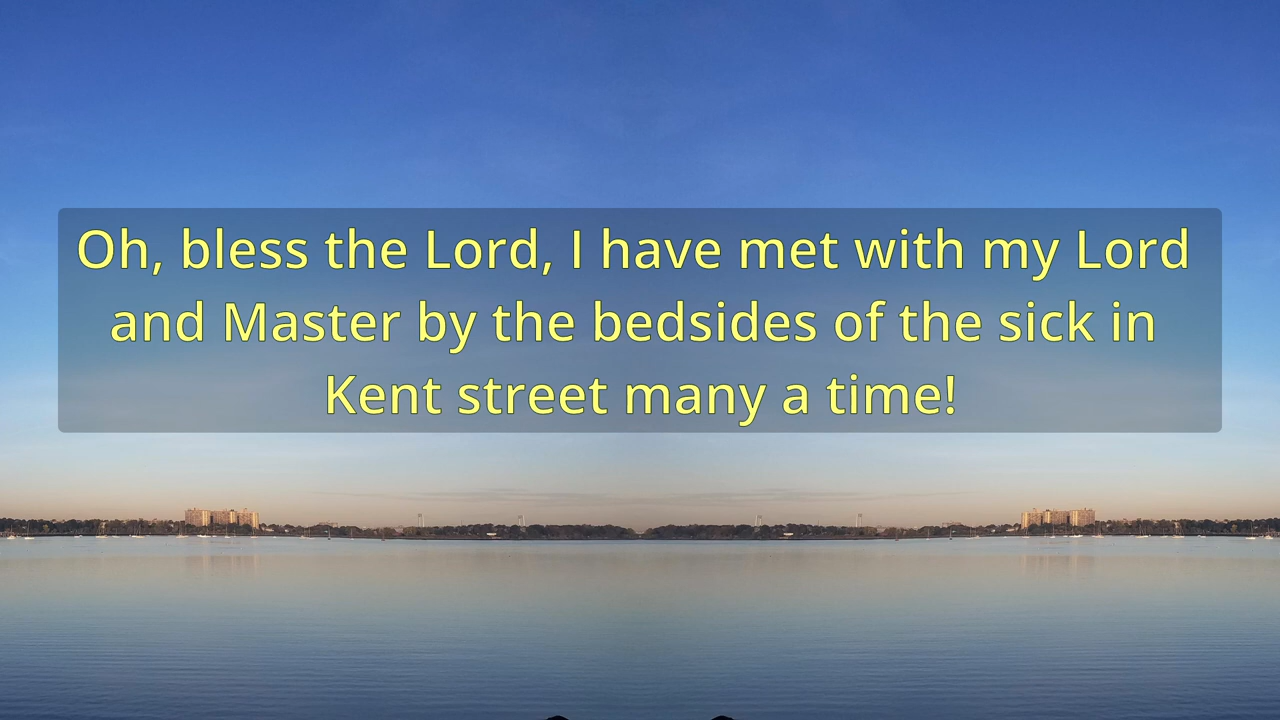 Oh, bless the Lord, I have met with my Lord
and Master by the bedsides of the sick in
Kent street many a time!